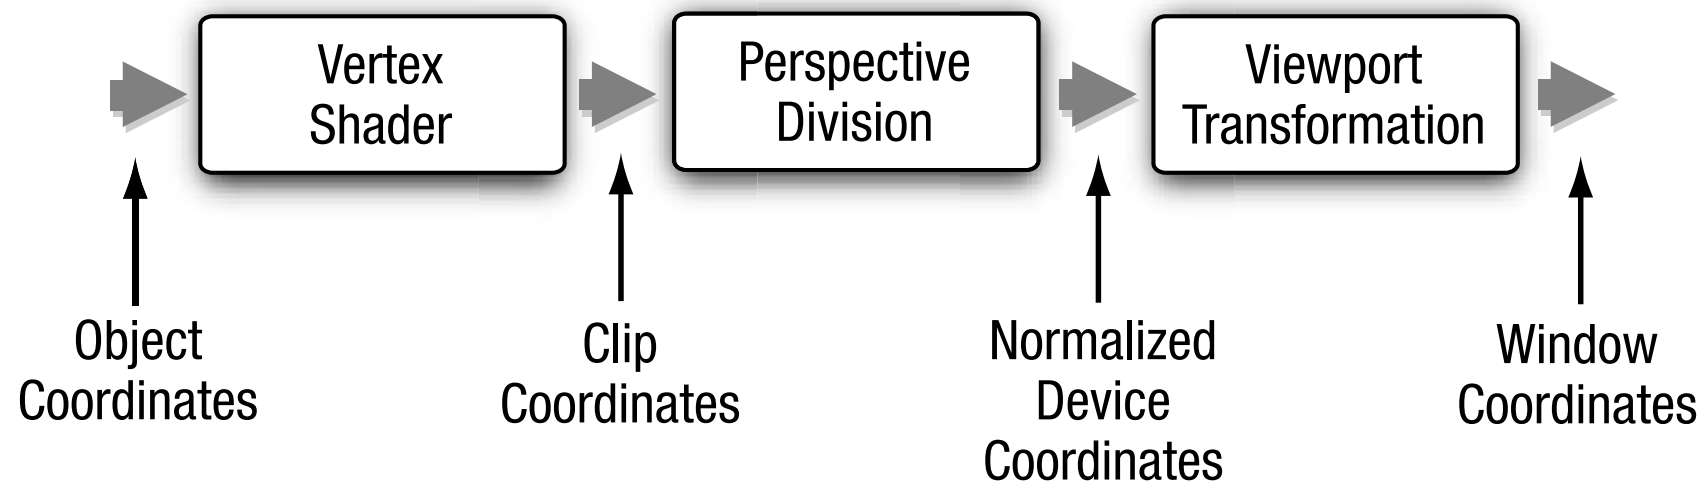 Vertex
Shader
Perspective
Division
Viewport
Transformation
Object
Coordinates
Clip
Coordinates
Normalized
Device
Coordinates
Window
Coordinates